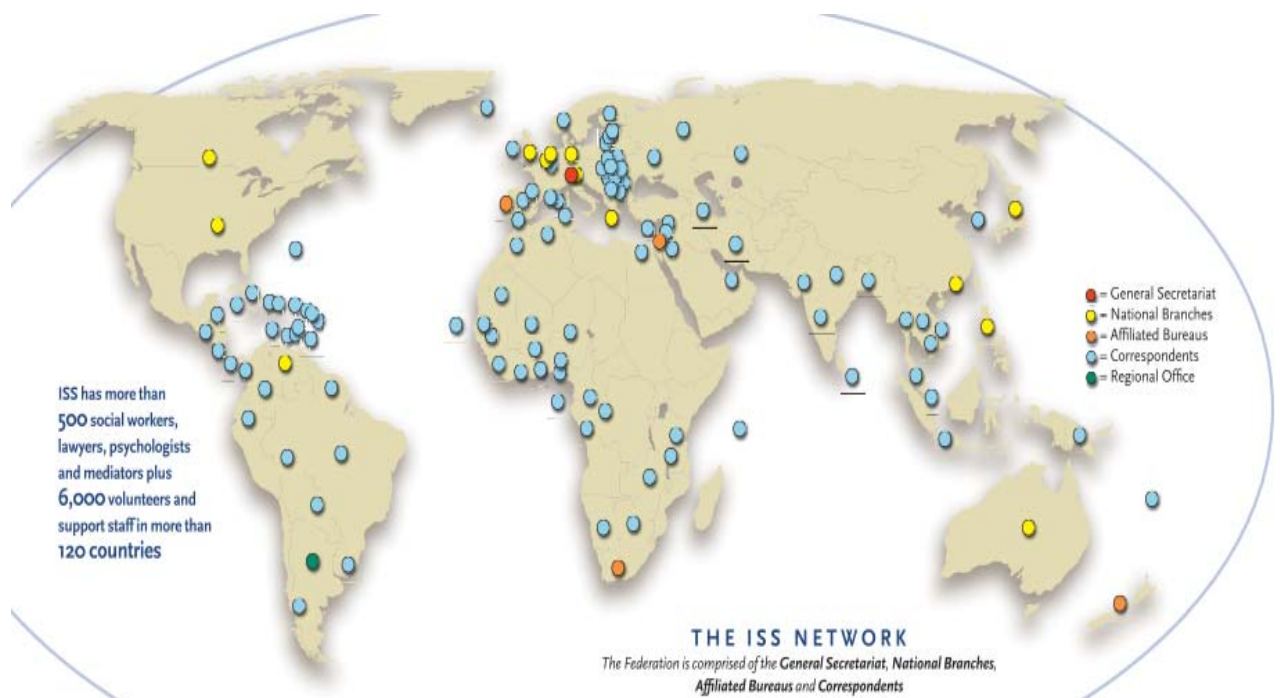 = General Secretariat
= National Branches
= Affiliated Bureaus
= Correspondents
= Regional Office
ISS has more than
500 social workers,
lawyers, psychologists
and mediators plus
6,000 volunteers and
support staff in more than
120 countries
THE ISS NETWORK
The Federation is comprised of the General Secretariat, National Branches,
Affiliated Bureaus and Correspondents